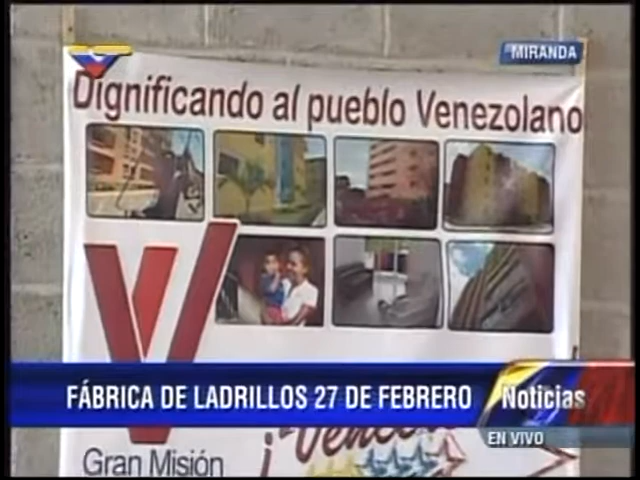 MIRANDA
Dignificando al pueblo Venezolano
FÁBRICA DE LADRILLOS 27 DE FEBRERO
Noticias
EN VIVO
Gran Misión